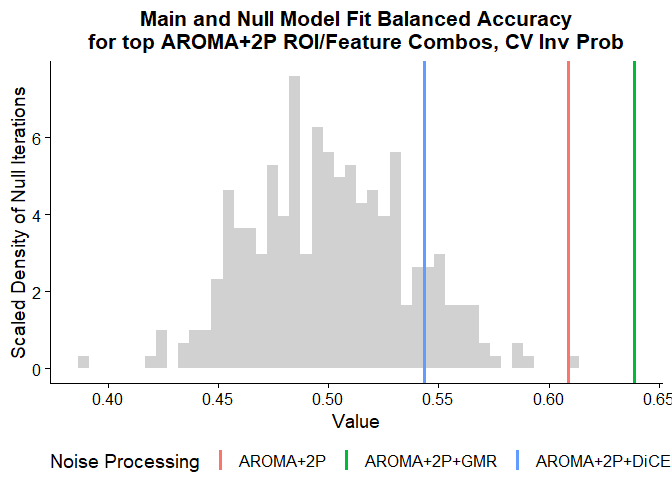 Main and Null Model Fit Balanced Accuracy
for top AROMA+2P ROI/Feature Combos, CV Inv Prob
Scaled Density of Null Iterations
6
4
2
0
0.40 0.45 0.50 0.55 0.60 0.65
Value
Noise Processing AROMA+2P AROMA+2P+GMR AROMA+2P+DiCE